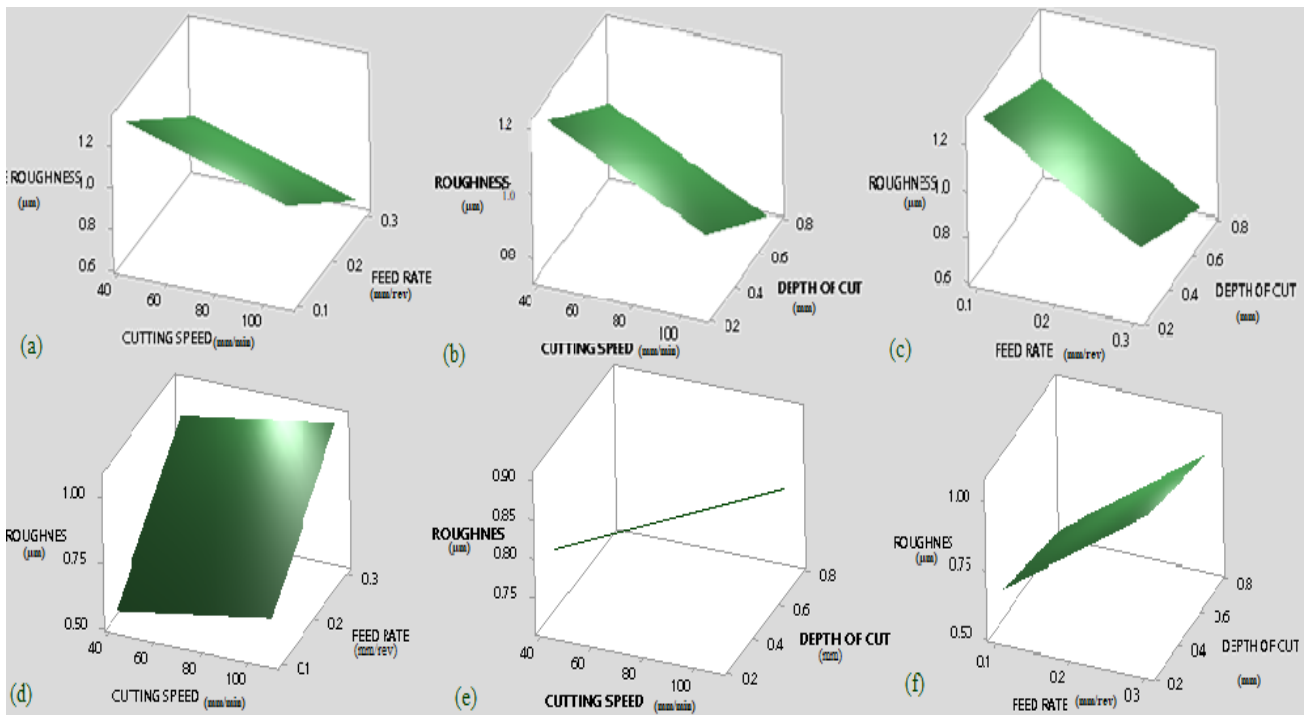 1.2
E ROUGHNESS 1.0
(µm)
0.8
0.6
40
60
80
100
0.1
0.2
0.3
FEED RATE
(mm/rev)
CUTTING SPEED (mm/min)
(a)
1.2
ROUGHNESS
(µm)
1.0
40
60
80
100
0.2
0.4
0.6
0.8
DEPTH OF CUT
(mm)
CUTTING SPEED (mm/min)
(b)
1.2
ROUGHNESS 1.0
(µm)
0.8
0.6
0.1
0.2
0.3
0.2
0.4
0.6
0.8
DEPTH OF CUT
(mm)
FEED RATE (mm/rev)
(c)
1.00
ROUGHNES
(µm)
0.75
0.50
40
60
80
100
0.1
0.2
0.3
FEED RATE
(mm/rev)
CUTTING SPEED (mm/min)
(d)
0.90
0.85
ROUGHNES
(µm)
0.80
0.75
40
60
80
100
0.2
0.4
0.6
0.8
DEPTH OF CUT
(mm)
CUTTING SPEED (mm/min)
(e)
1.00
ROUGHNES
(µm)
0.75
0.50
0.1
0.2
0.3
0.2
0.4
0.6
0.8
DEPTH OF CUT
(mm)
FEED RATE (mm/rev)
(f)